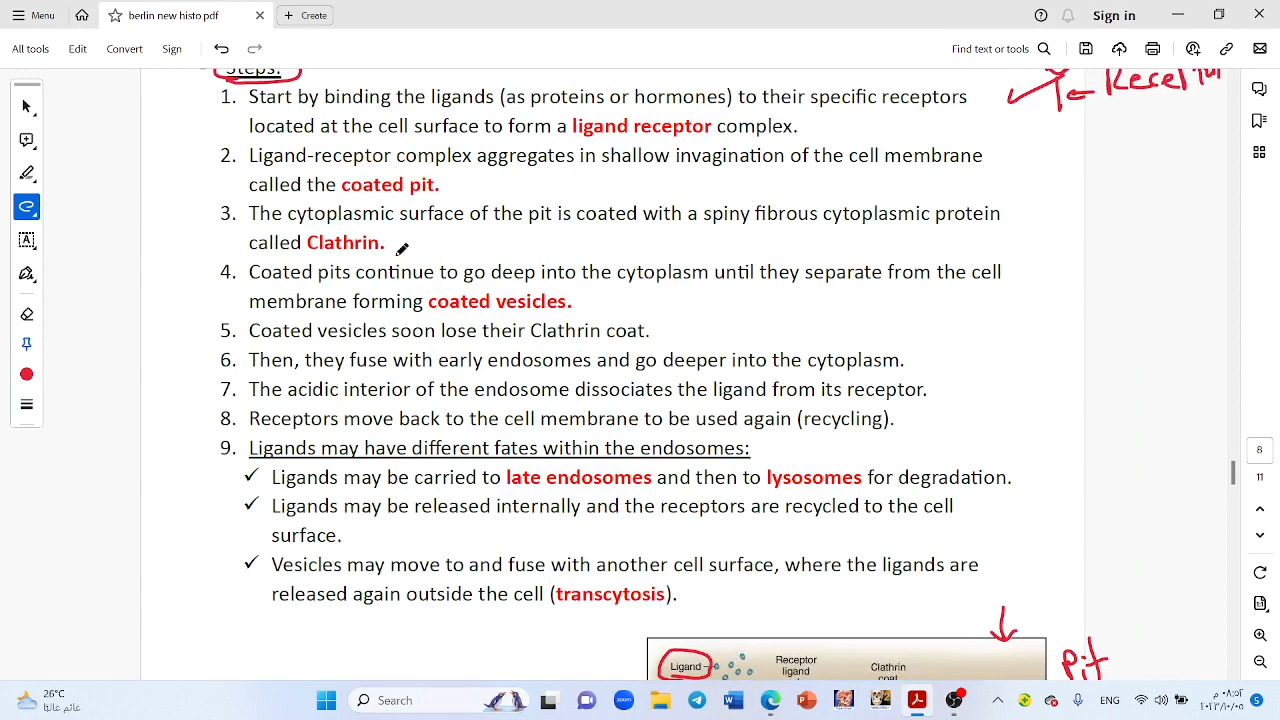 Menu
berlin new histo pdf
Create
Sign in
All tools
Edit
Convert
Sign
Find text or tools
Steps:
1. Start by binding the ligands (as proteins or hormones) to their specific receptors
located at the cell surface to form a ligand receptor complex.
2. Ligand-receptor complex aggregates in shallow invagination of the cell membrane
called the coated pit.
3. The cytoplasmic surface of the pit is coated with a spiny fibrous cytoplasmic protein
called Clathrin.
4. Coated pits continue to go deep into the cytoplasm until they separate from the cell
membrane forming coated vesicles.
5. Coated vesicles soon lose their Clathrin coat.
6. Then, they fuse with early endosomes and go deeper into the cytoplasm.
7. The acidic interior of the endosome dissociates the ligand from its receptor.
8. Receptors move back to the cell membrane to be used again (recycling).
9. Ligands may have different fates within the endosomes:
✓ Ligands may be carried to late endosomes and then to lysosomes for degradation.
✓ Ligands may be released internally and the receptors are recycled to the cell
surface.
✓ Vesicles may move to and fuse with another cell surface, where the ligands are
released again outside the cell (transcytosis).
Ligand
Receptor
ligand
Clathrin
coat
pit
8
11
26°C
Search
zoom
ENG
5